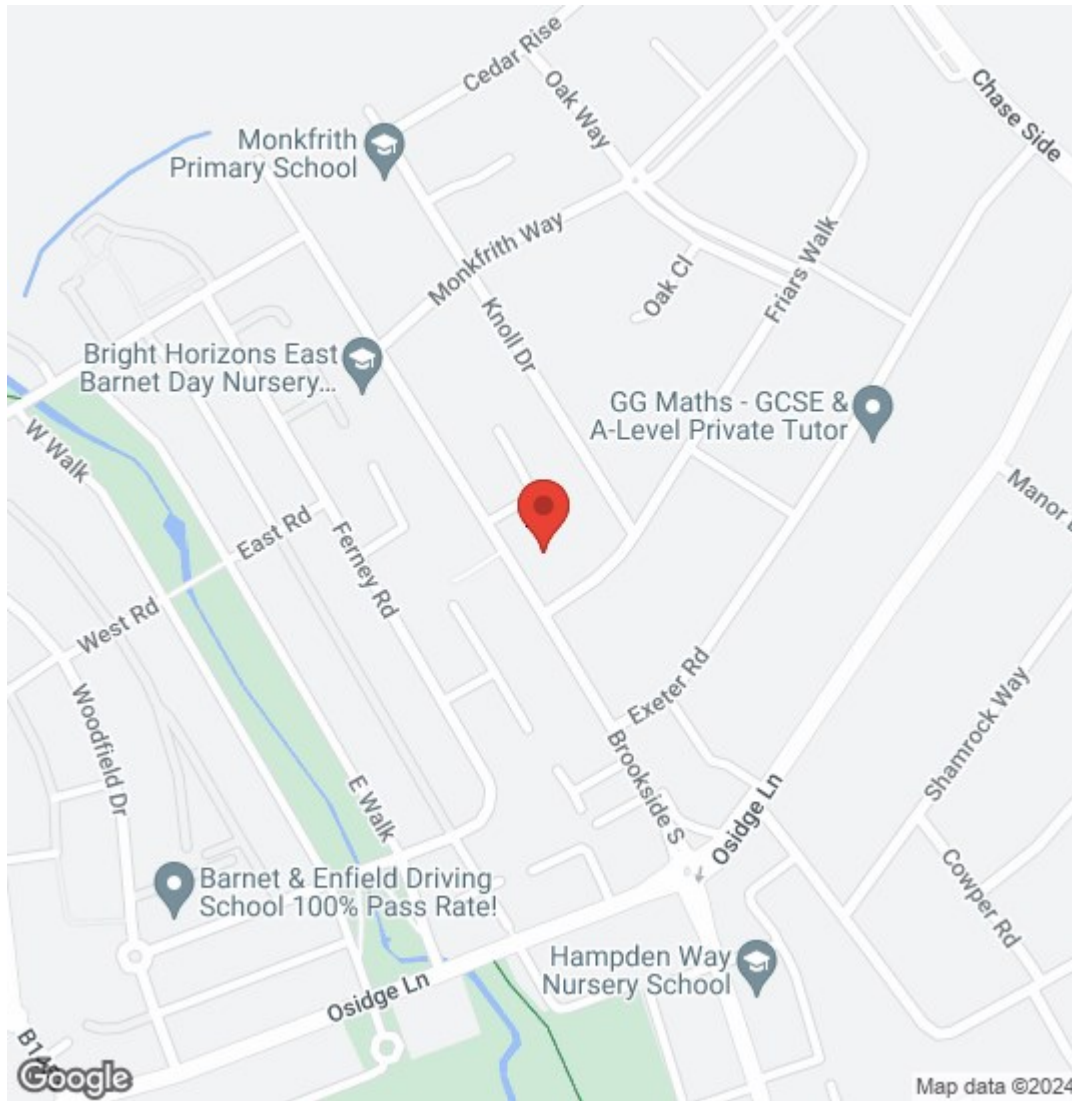 Cedar Rise
Oak Way
Chase Side
Monkfrith
Primary School
Monkfrith Way
Oak Cl
Friars Walk
Knoll Dr
Bright Horizons East
Barnet Day Nursery...
GG Maths - GCSE &
A-Level Private Tutor
W Walk
Manor
East Rd
Ferney Rd
West Rd
Exeter Rd
Shamrock Way
Woodfield Dr
Brookside S
E Walk
Osidge Ln
Cowper Rd
Barnet & Enfield Driving
School 100% Pass Rate!
Hampden Way
Nursery School
Osidge Ln
Google
Map data ©2024